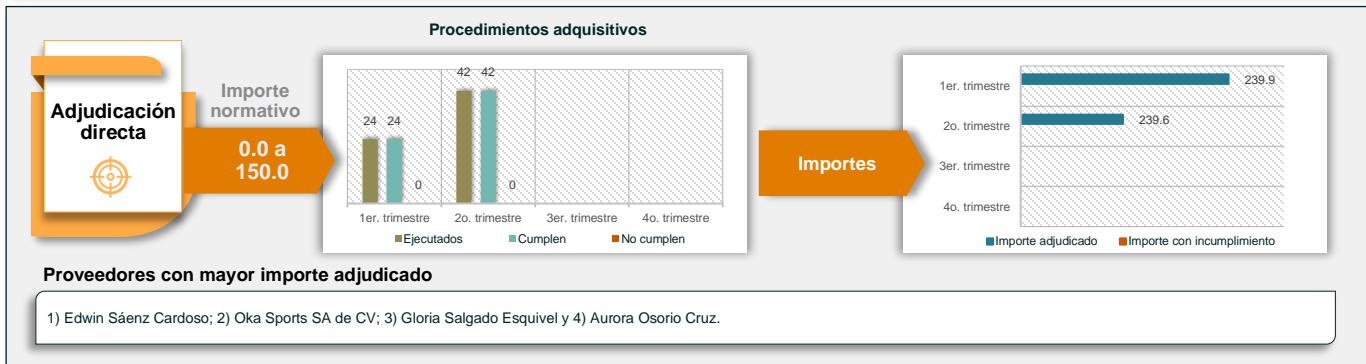 Procedimientos adquisitivos
Adjudicación
directa
Importe
normativo
0.0 a
150.0
24
24
0
42
42
0
1er. trimestre
2o. trimestre
3er. trimestre
4o. trimestre
Ejecutados
Cumplen
No cumplen
Importes
1er. trimestre
239.9
2o. trimestre
239.6
3er. trimestre
4o. trimestre
Importe adjudicado
Importe con incumplimiento
Proveedores con mayor importe adjudicado
1) Edwin Sáenz Cardoso; 2) Oka Sports SA de CV; 3) Gloria Salgado Esquivel y 4) Aurora Osorio Cruz.